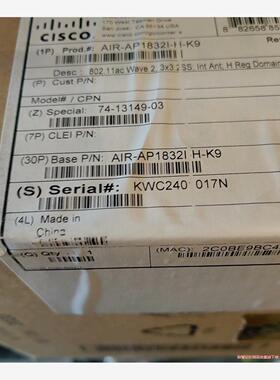 CISCO
170 West Tasman Drive
San Jose, CA 95134
USA
(1P) Prod.#: AIR-AP1832I-H-K9
Desc : 802.11ac Wave 2, 3x3:2SS, Int Ant, H Reg Domain
(P) Cust P/N:
Model# / CPN
(Z) Special: 74-13149-03
(7P) CLEI P/N:
(30P) Base P/N: AIR-AP1832I H-K9
(S) Serial#: KWC240 017N
(4L) Made in
China
(Q) Qty 1
(MAC): 2C0BE9BC4